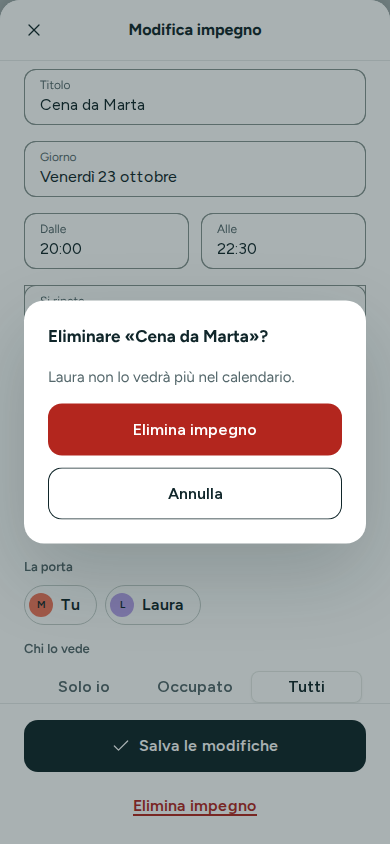 Modifica impegno
Titolo
Cena da Marta
Giorno
Venerdì 23 ottobre
Dalle
20:00
Alle
22:30
Eliminare «Cena da Marta»?
Laura non lo vedrà più nel calendario.
Elimina impegno
Annulla
La porta
M Tu
L Laura
Chi lo vede
Solo io
Occupato
Tutti
Salva le modifiche
Elimina impegno